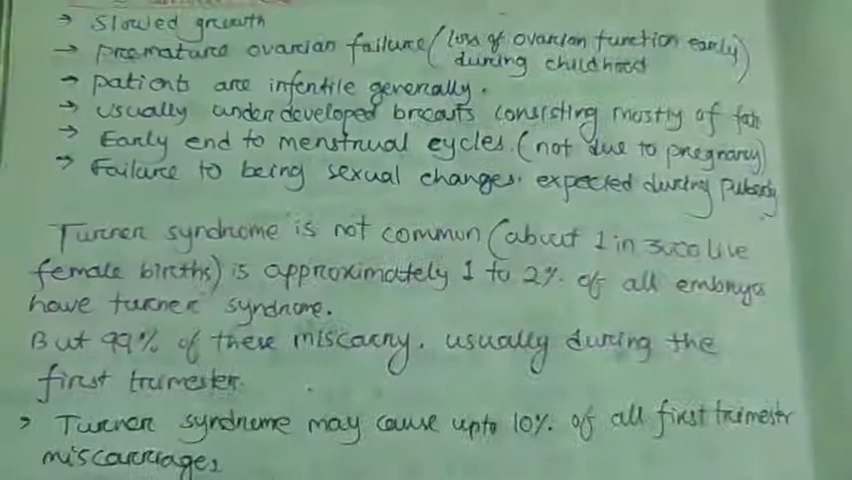 → Slowed growth
→ Premature ovarian failure (loss of ovarian function early
during childhood)
→ patients are infentile generally.
→ usually underdeveloped breasts consisting mostly of fat
→ Early end to menstrual cycles. (not due to pregnancy)
→ Failure to being sexual changes. expected during puberty
Turner syndrome is not common (about 1 in 3000 live
female births) is approximately 1 to 2% of all embryos
have turner syndrome.
But 99% of these miscarry. usually during the
first trimester.
> Turner syndrome may cause upto 10% of all first trimestr
miscarriages